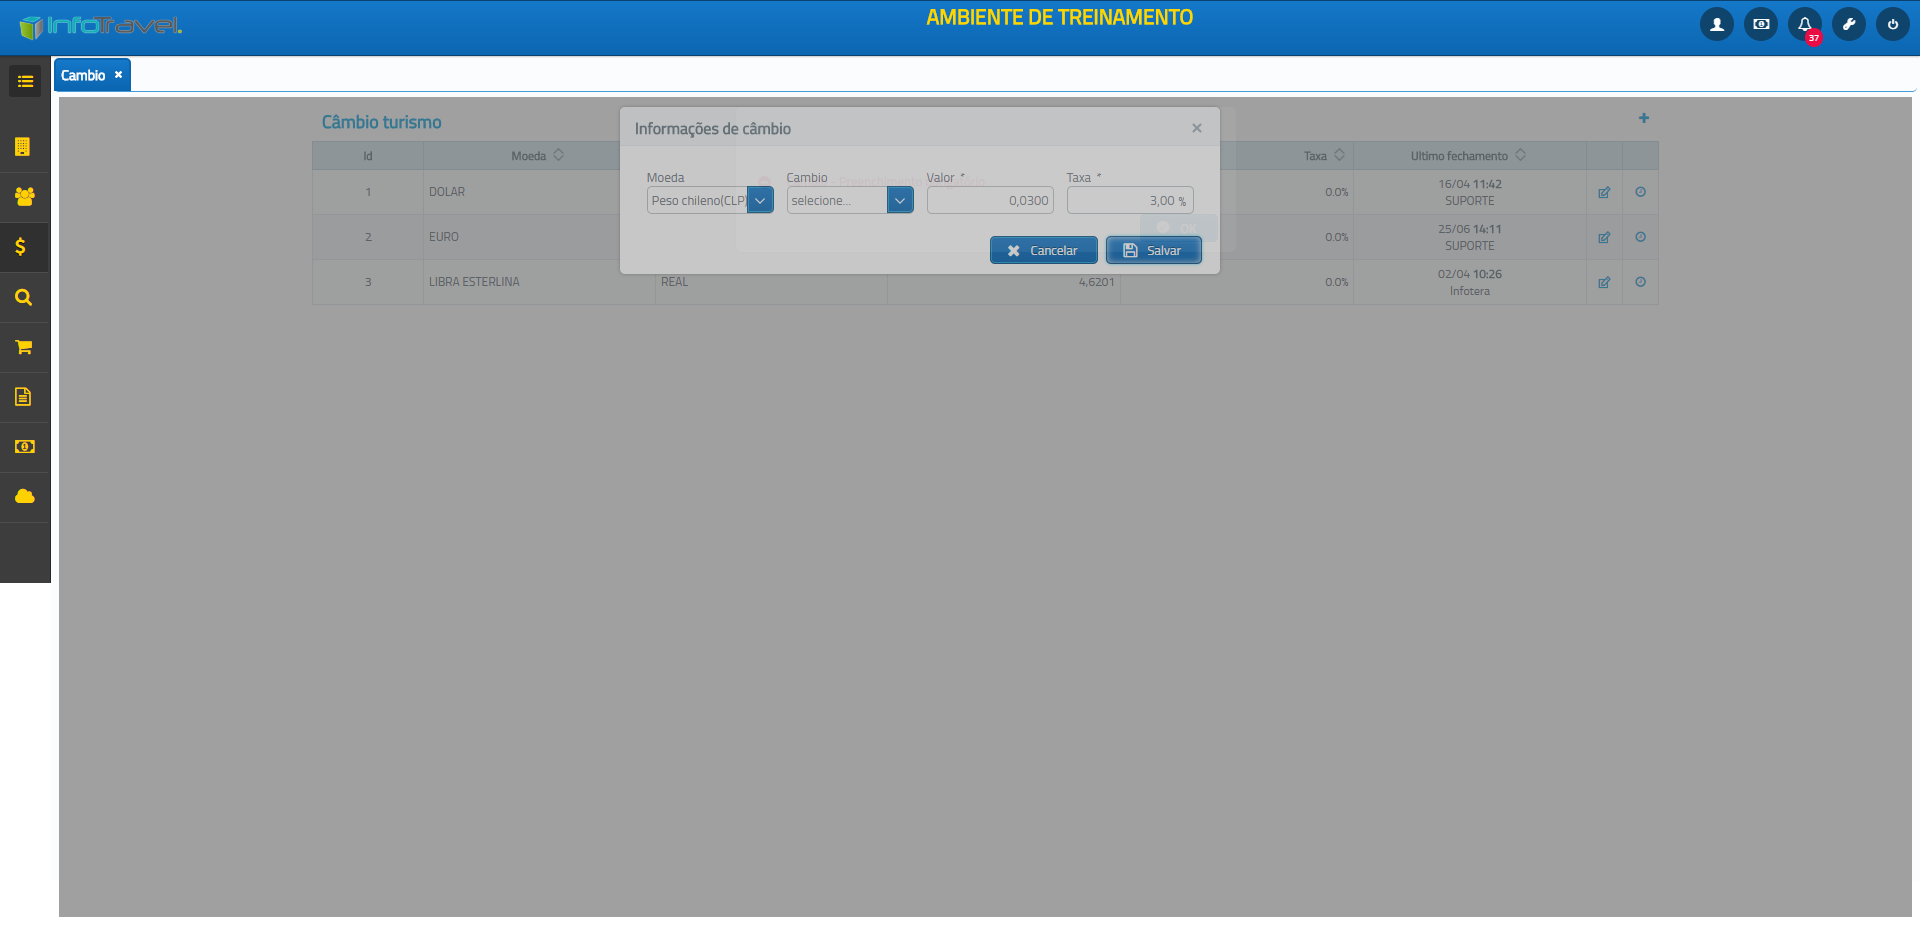 InfoTravel.
AMBIENTE DE TREINAMENTO
37
Cambio
Câmbio turismo
Informações de câmbio
Id
Moeda
Taxa
Ultimo fechamento
Moeda
Cambio
Valor *
Taxa *
Peso chileno(CLP)
selecione...
0,0300
3,00 %
Cancelar
Salvar
1
DOLAR
0.0%
16/04 11:42
SUPORTE
2
EURO
0.0%
25/06 14:11
SUPORTE
3
LIBRA ESTERLINA
REAL
4,6201
0.0%
02/04 10:26
Infotera